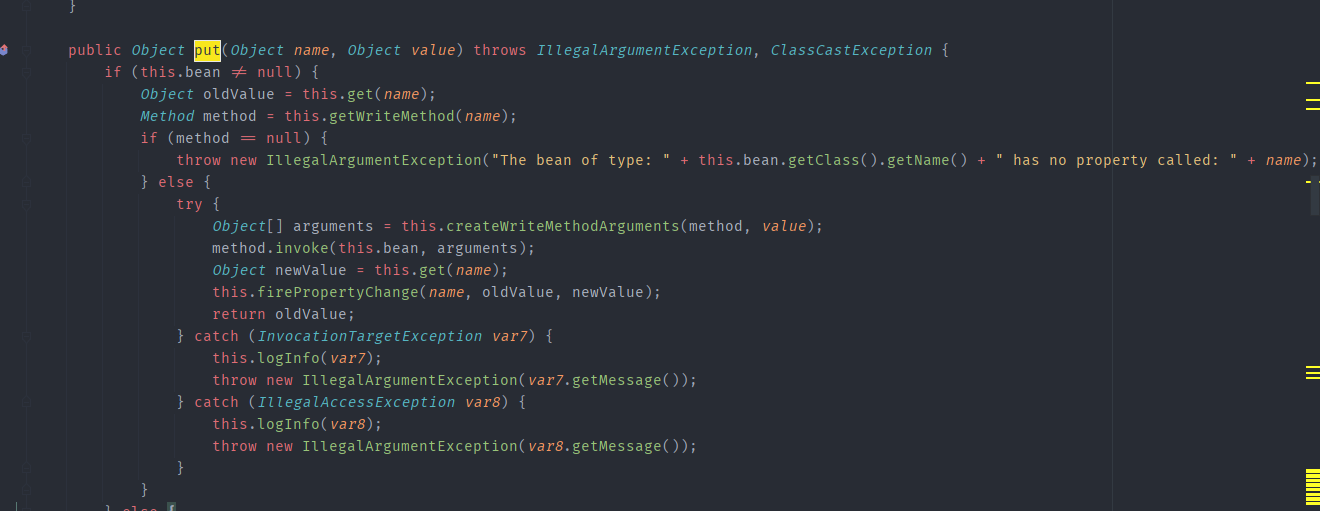 }
public Object put(Object name, Object value) throws IllegalArgumentException, ClassCastException {
if (this.bean ≠ null) {
Object oldValue = this.get(name);
Method method = this.getWriteMethod(name);
if (method == null) {
throw new IllegalArgumentException("The bean of type: " + this.bean.getClass().getName() + " has no property called: " + name);
} else {
try {
Object[] arguments = this.createWriteMethodArguments(method, value);
method.invoke(this.bean, arguments);
Object newValue = this.get(name);
this.firePropertyChange(name, oldValue, newValue);
return oldValue;
} catch (InvocationTargetException var7) {
this.logInfo(var7);
throw new IllegalArgumentException(var7.getMessage());
} catch (IllegalAccessException var8) {
this.logInfo(var8);
throw new IllegalArgumentException(var8.getMessage());
}
}
} else {